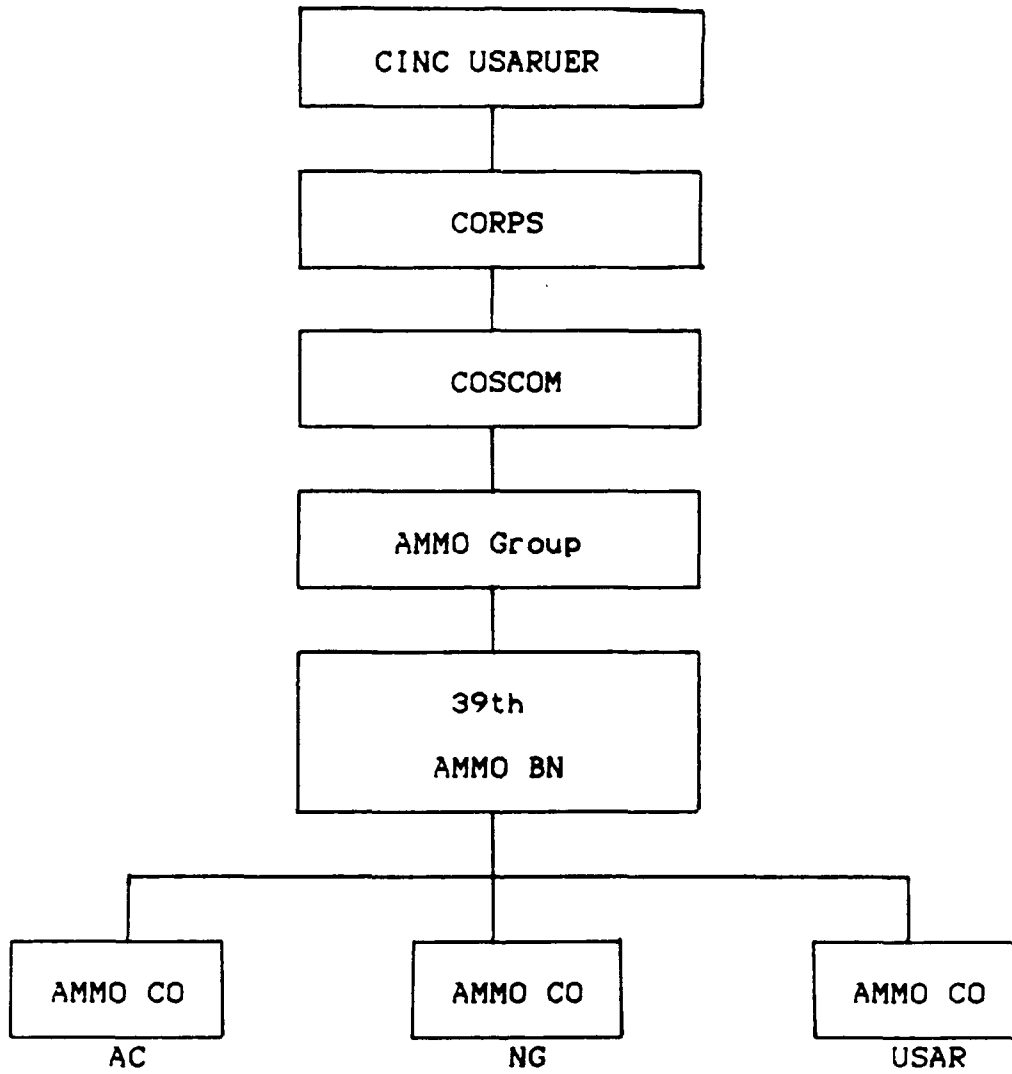 CINC USARUER
CORPS
COSCOM
AMMO Group
39th
AMMO BN
AMMO CO
AMMO CO
AMMO CO
AC
NG
USAR